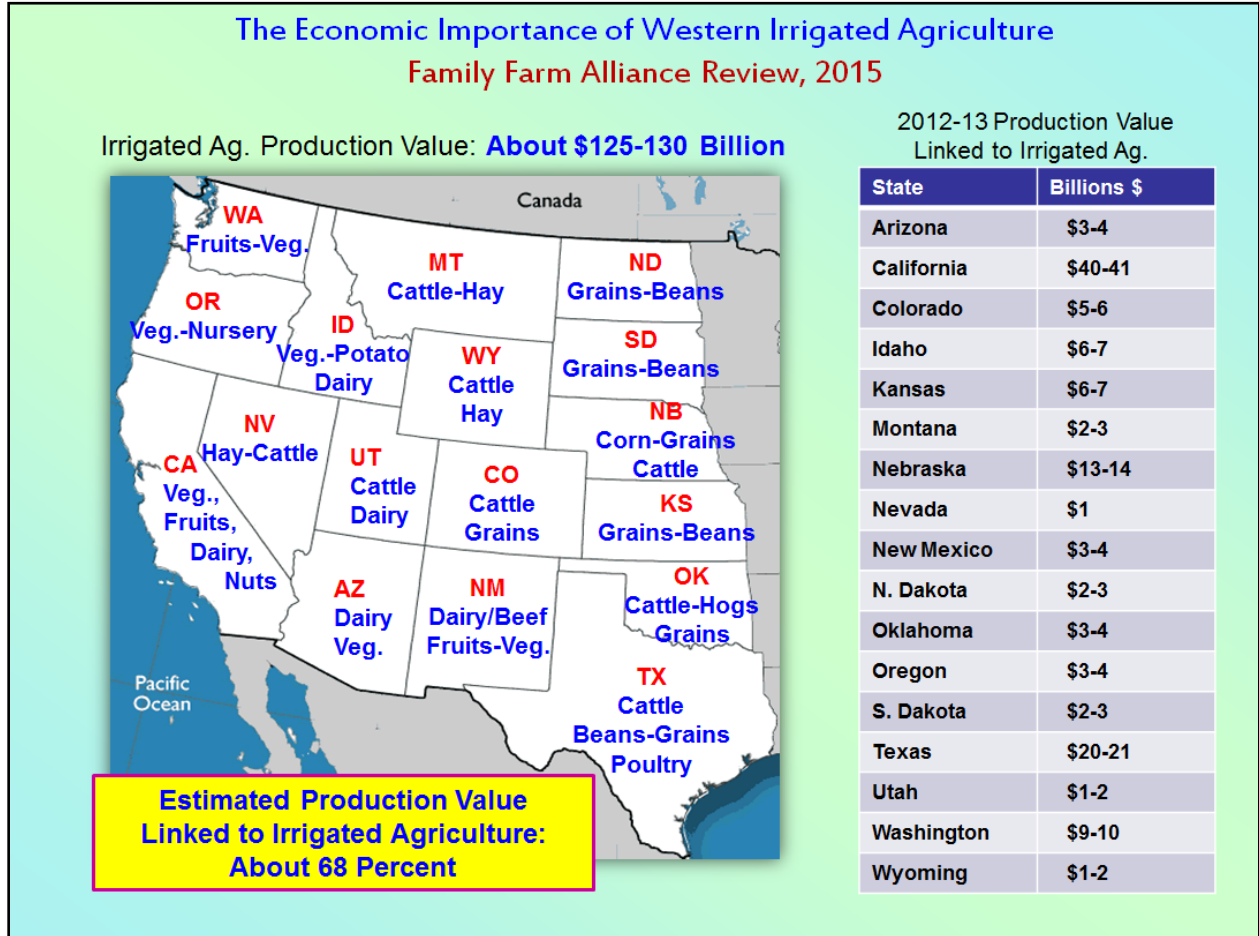 The Economic Importance of Western Irrigated Agriculture
Family Farm Alliance Review, 2015
Irrigated Ag. Production Value: About $125-130 Billion
Canada
WA
Fruits-Veg.
MT
Cattle-Hay
ND
Grains-Beans
OR
Veg.-Nursery
ID
Veg.-Potato
Dairy
WY
Cattle
Hay
SD
Grains-Beans
NB
Corn-Grains
Cattle
NV
Hay-Cattle
CA
Veg.,
Fruits,
Dairy,
Nuts
UT
Cattle
Dairy
CO
Cattle
Grains
KS
Grains-Beans
AZ
Dairy
Veg.
NM
Dairy/Beef
Fruits-Veg.
OK
Cattle-Hogs
Grains
TX
Cattle
Beans-Grains
Poultry
Pacific
Ocean
Estimated Production Value
Linked to Irrigated Agriculture:
About 68 Percent
2012-13 Production Value
Linked to Irrigated Ag.
State Billions $
Arizona $3-4
California $40-41
Colorado $5-6
Idaho $6-7
Kansas $6-7
Montana $2-3
Nebraska $13-14
Nevada $1
New Mexico $3-4
N. Dakota $2-3
Oklahoma $3-4
Oregon $3-4
S. Dakota $2-3
Texas $20-21
Utah $1-2
Washington $9-10
Wyoming $1-2